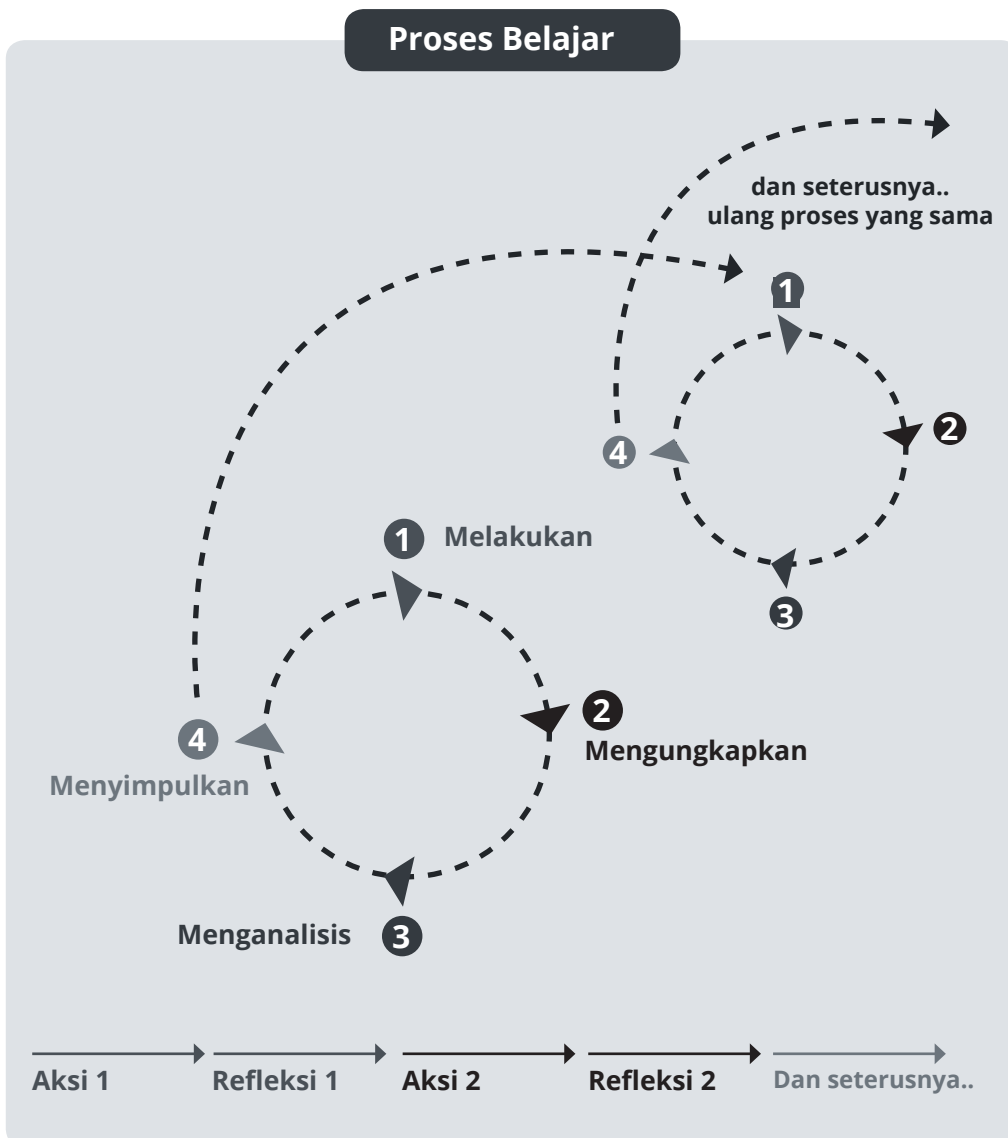 Proses Belajar
dan seterusnya..
ulang proses yang sama
1
2
4
3
1 Melakukan
2
Mengungkapkan
4
Menyimpulkan
Menganalisis 3
Aksi 1 Refleksi 1 Aksi 2 Refleksi 2 Dan seterusnya..